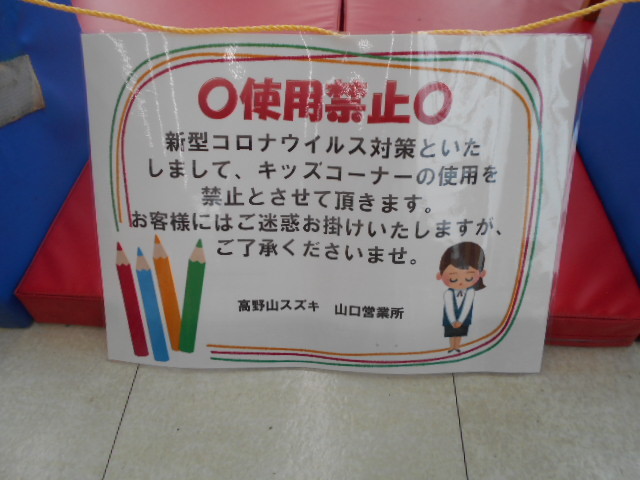 〇使用禁止〇
新型コロナウイルス対策といた
しまして、キッズコーナーの使用を
禁止とさせて頂きます。
お客様にはご迷惑お掛けいたしますが、
ご了承くださいませ。
高野山スズキ 山口営業所